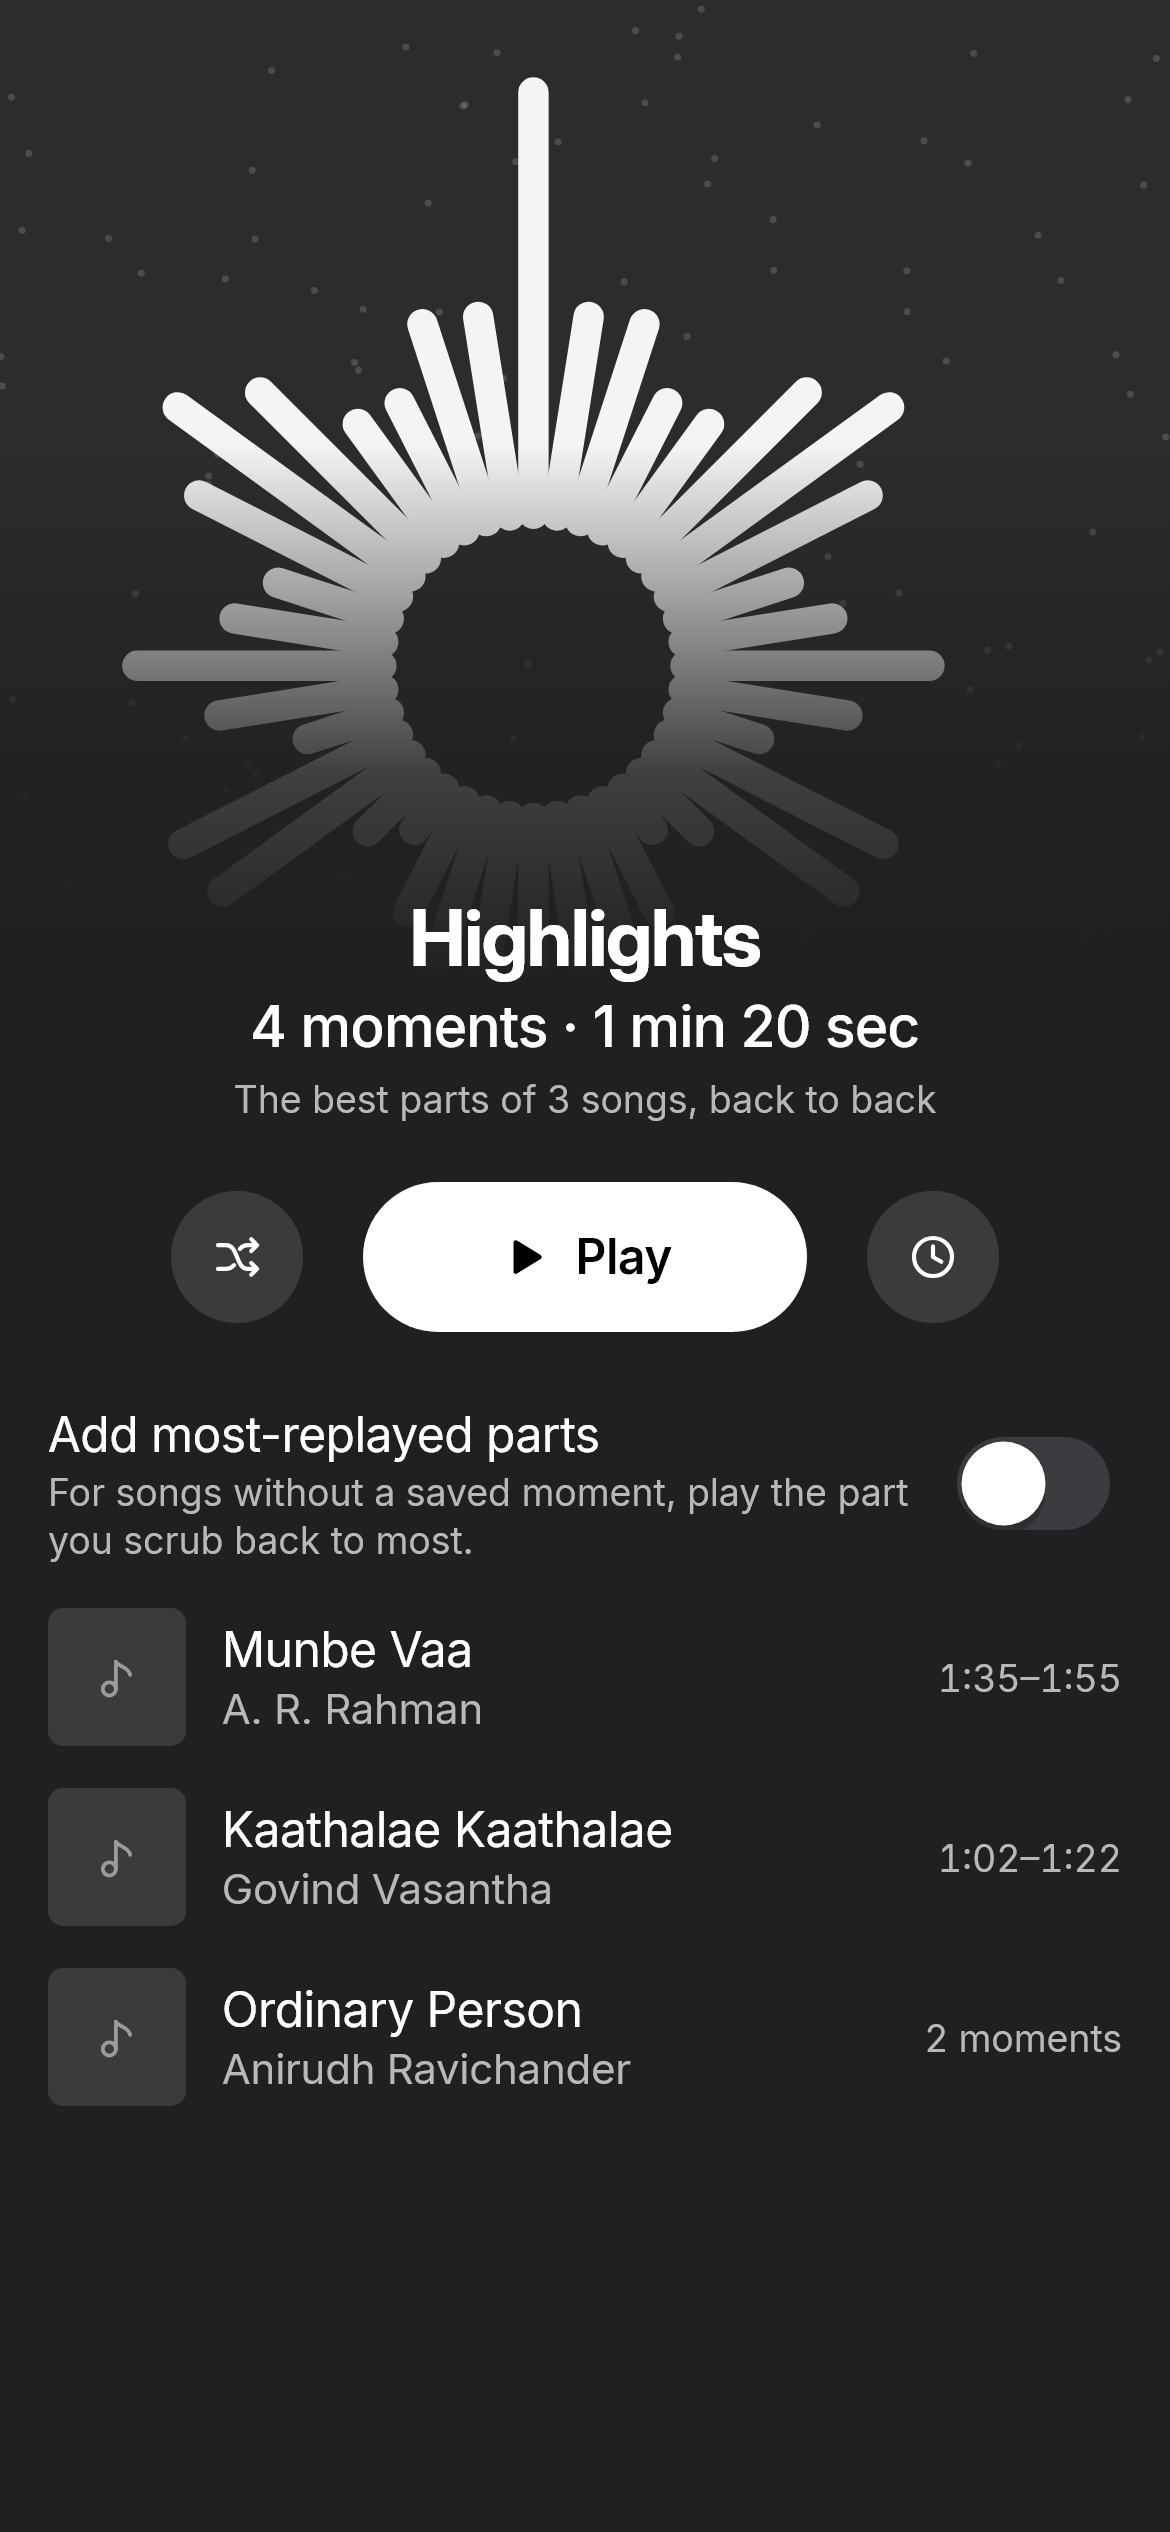 Highlights
4 moments · 1 min 20 sec
The best parts of 3 songs, back to back
Play
Add most-replayed parts
For songs without a saved moment, play the part
you scrub back to most.
Munbe Vaa
A. R. Rahman
1:35–1:55
Kaathalae Kaathalae
Govind Vasantha
1:02–1:22
Ordinary Person
Anirudh Ravichander
2 moments